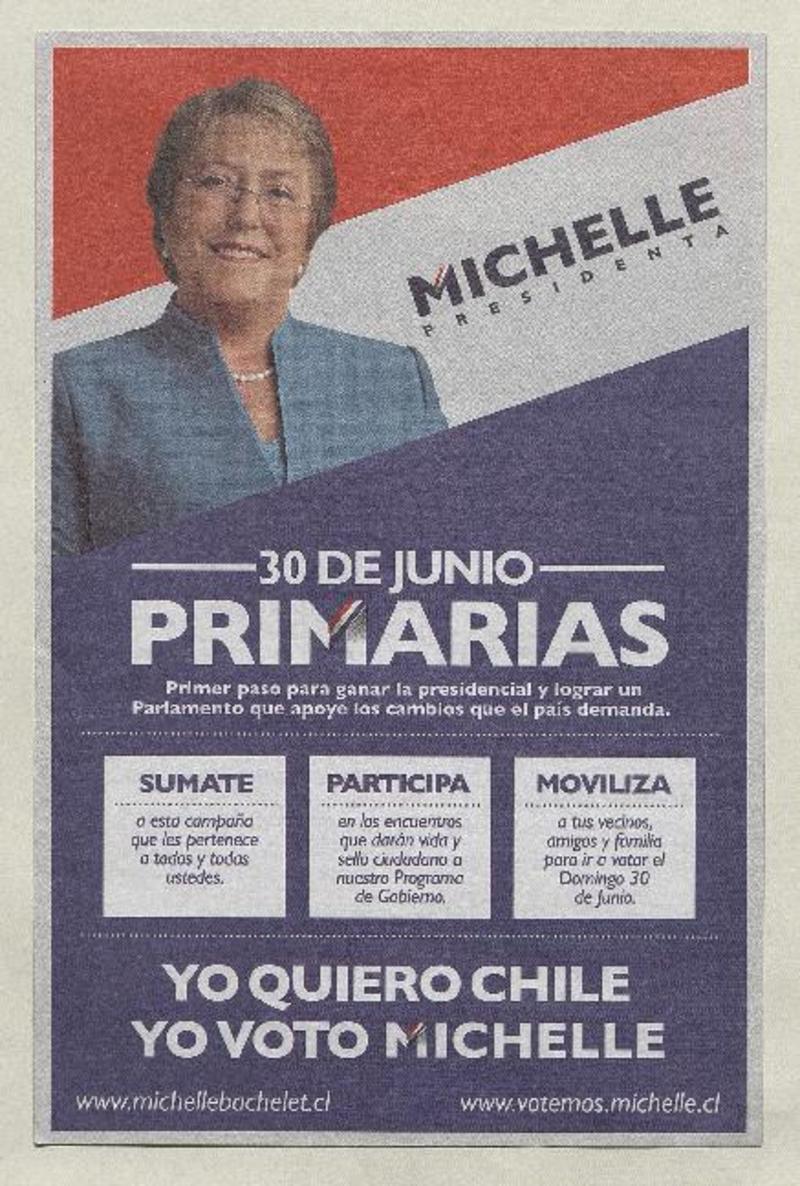 MICHELLE
PRESIDENTA
30 DE JUNIO
PRIMARIAS
Primer paso para ganar la presidencial y lograr un
Parlamento que apoye los cambios que el país demanda.
SUMATE
a esta campaña
que les pertenece
a todos y todas
ustedes.
PARTICIPA
en los encuentros
que darán vida y
sello ciudadano a
nuestro Programa
de Gobierno.
MOVILIZA
a tus vecinos,
amigos y familia
para ir a votar el
Domingo 30
de Junio.
YO QUIERO CHILE
YO VOTO MICHELLE
www.michellebachelet.cl
www.votemos.michelle.cl